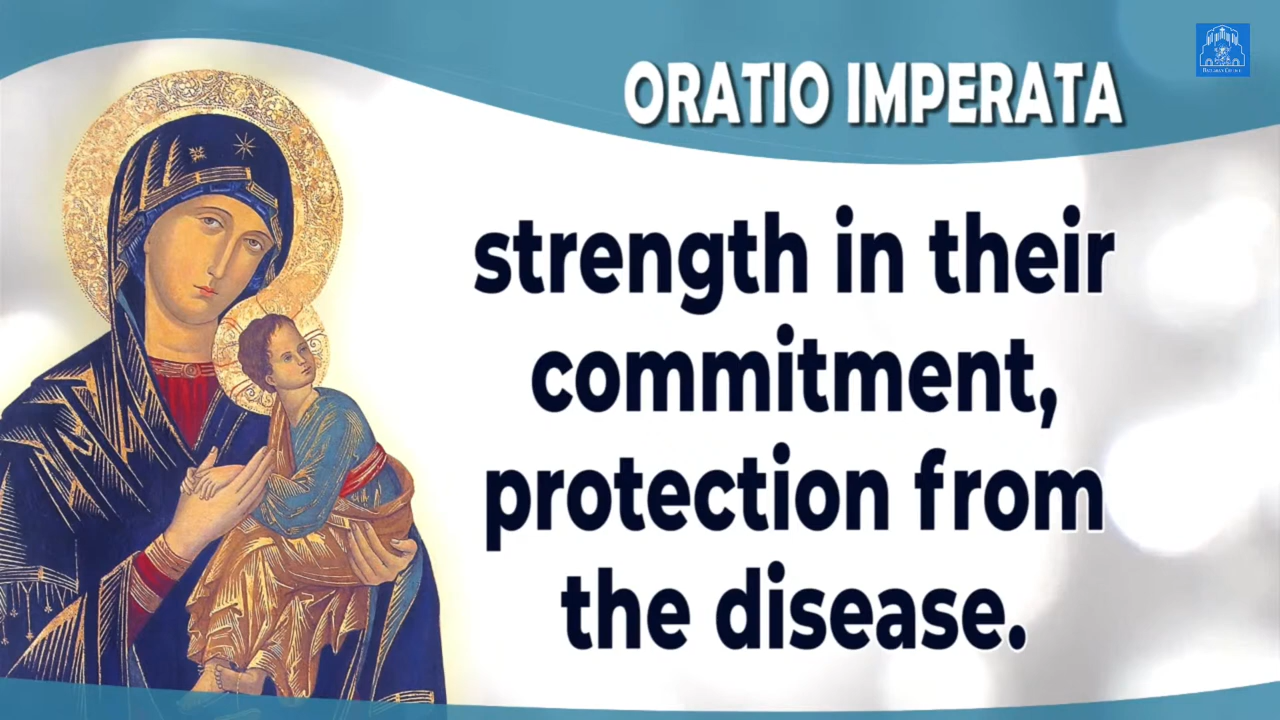 ORATIO IMPERATA
strength in their
commitment,
protection from
the disease.